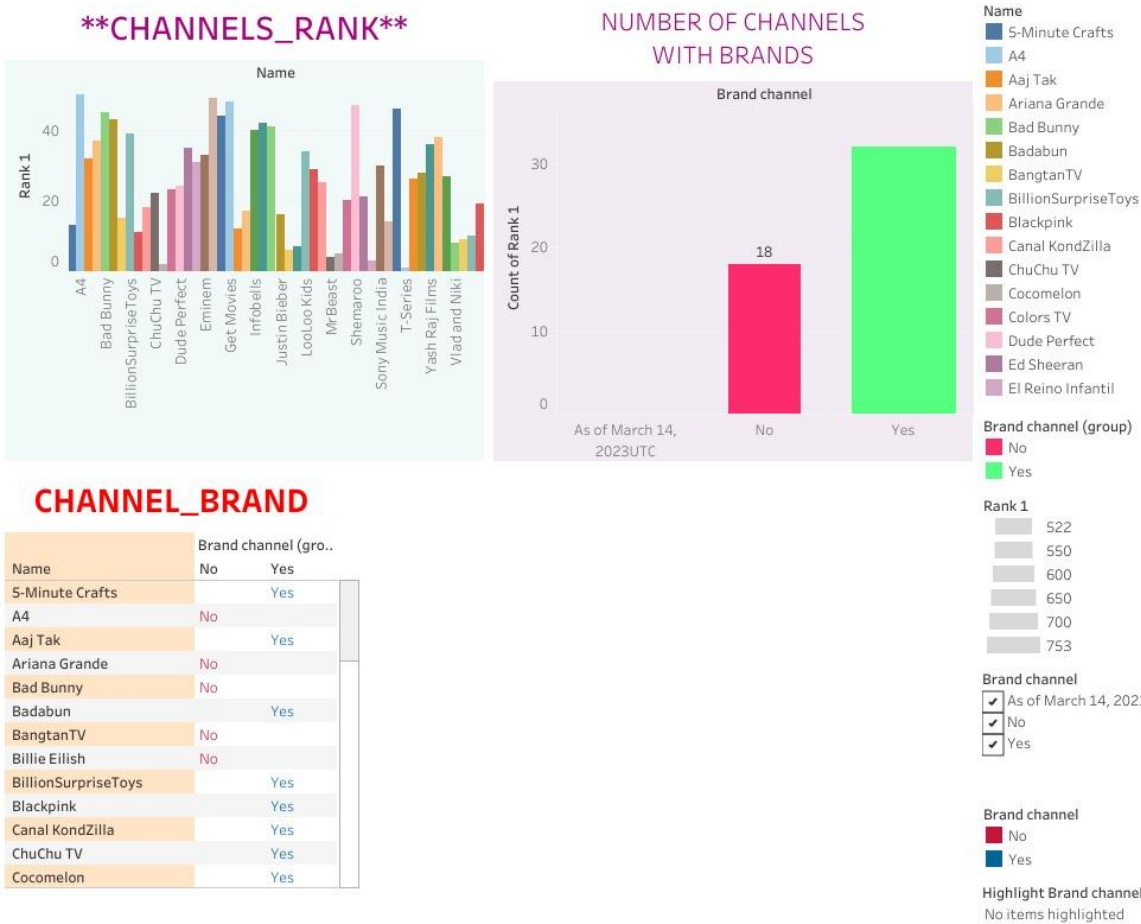 **CHANNELS_RANK**
Name
Rank 1
40
20
0
A4
Bad Bunny
BillionSurpriseToys
ChuChu TV
Dude Perfect
Eminem
Get Movies
Infobells
Justin Bieber
LooLoo Kids
MrBeast
Shemaroo
Sony Music India
T-Series
Yash Raj Films
Vlad and Niki
NUMBER OF CHANNELS
WITH BRANDS
Brand channel
Count of Rank 1
30
20
10
0
18
As of March 14,
2023UTC
No
Yes
CHANNEL_BRAND
Brand channel (gro..
Name No Yes
5-Minute Crafts Yes
A4 No
Aaj Tak Yes
Ariana Grande No
Bad Bunny No
Badabun Yes
BangtanTV No
Billie Eilish No
BillionSurpriseToys Yes
Blackpink Yes
Canal KondZilla Yes
ChuChu TV Yes
Cocomelon Yes
Name
5-Minute Crafts
A4
Aaj Tak
Ariana Grande
Bad Bunny
Badabun
BangtanTV
BillionSurpriseToys
Blackpink
Canal KondZilla
ChuChu TV
Cocomelon
Colors TV
Dude Perfect
Ed Sheeran
El Reino Infantil
Brand channel (group)
No
Yes
Rank 1
522
550
600
650
700
753
Brand channel
As of March 14, 202
No
Yes
Brand channel
No
Yes
Highlight Brand channel
No items highlighted